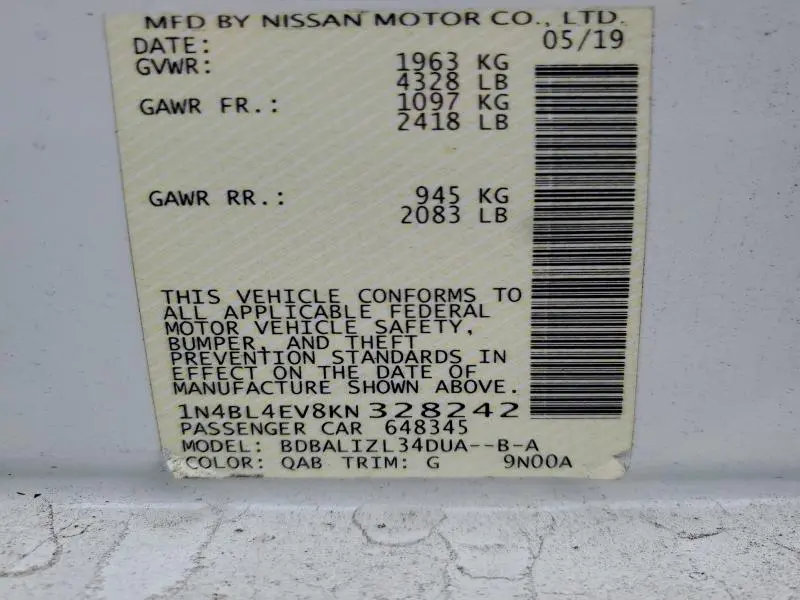 MFD BY NISSAN MOTOR CO., LTD.
DATE: 05/19
GVWR: 1963 KG
4328 LB
GAWR FR.: 1097 KG
2418 LB
GAWR RR.: 945 KG
2083 LB
THIS VEHICLE CONFORMS TO
ALL APPLICABLE FEDERAL
MOTOR VEHICLE SAFETY,
BUMPER, AND THEFT
PREVENTION STANDARDS IN
EFFECT ON THE DATE OF
MANUFACTURE SHOWN ABOVE.
1N4BL4EV8KN328242
PASSENGER CAR 648345
MODEL: BDBALIZL34DUA--B-A
COLOR: QAB TRIM: G 9N00A